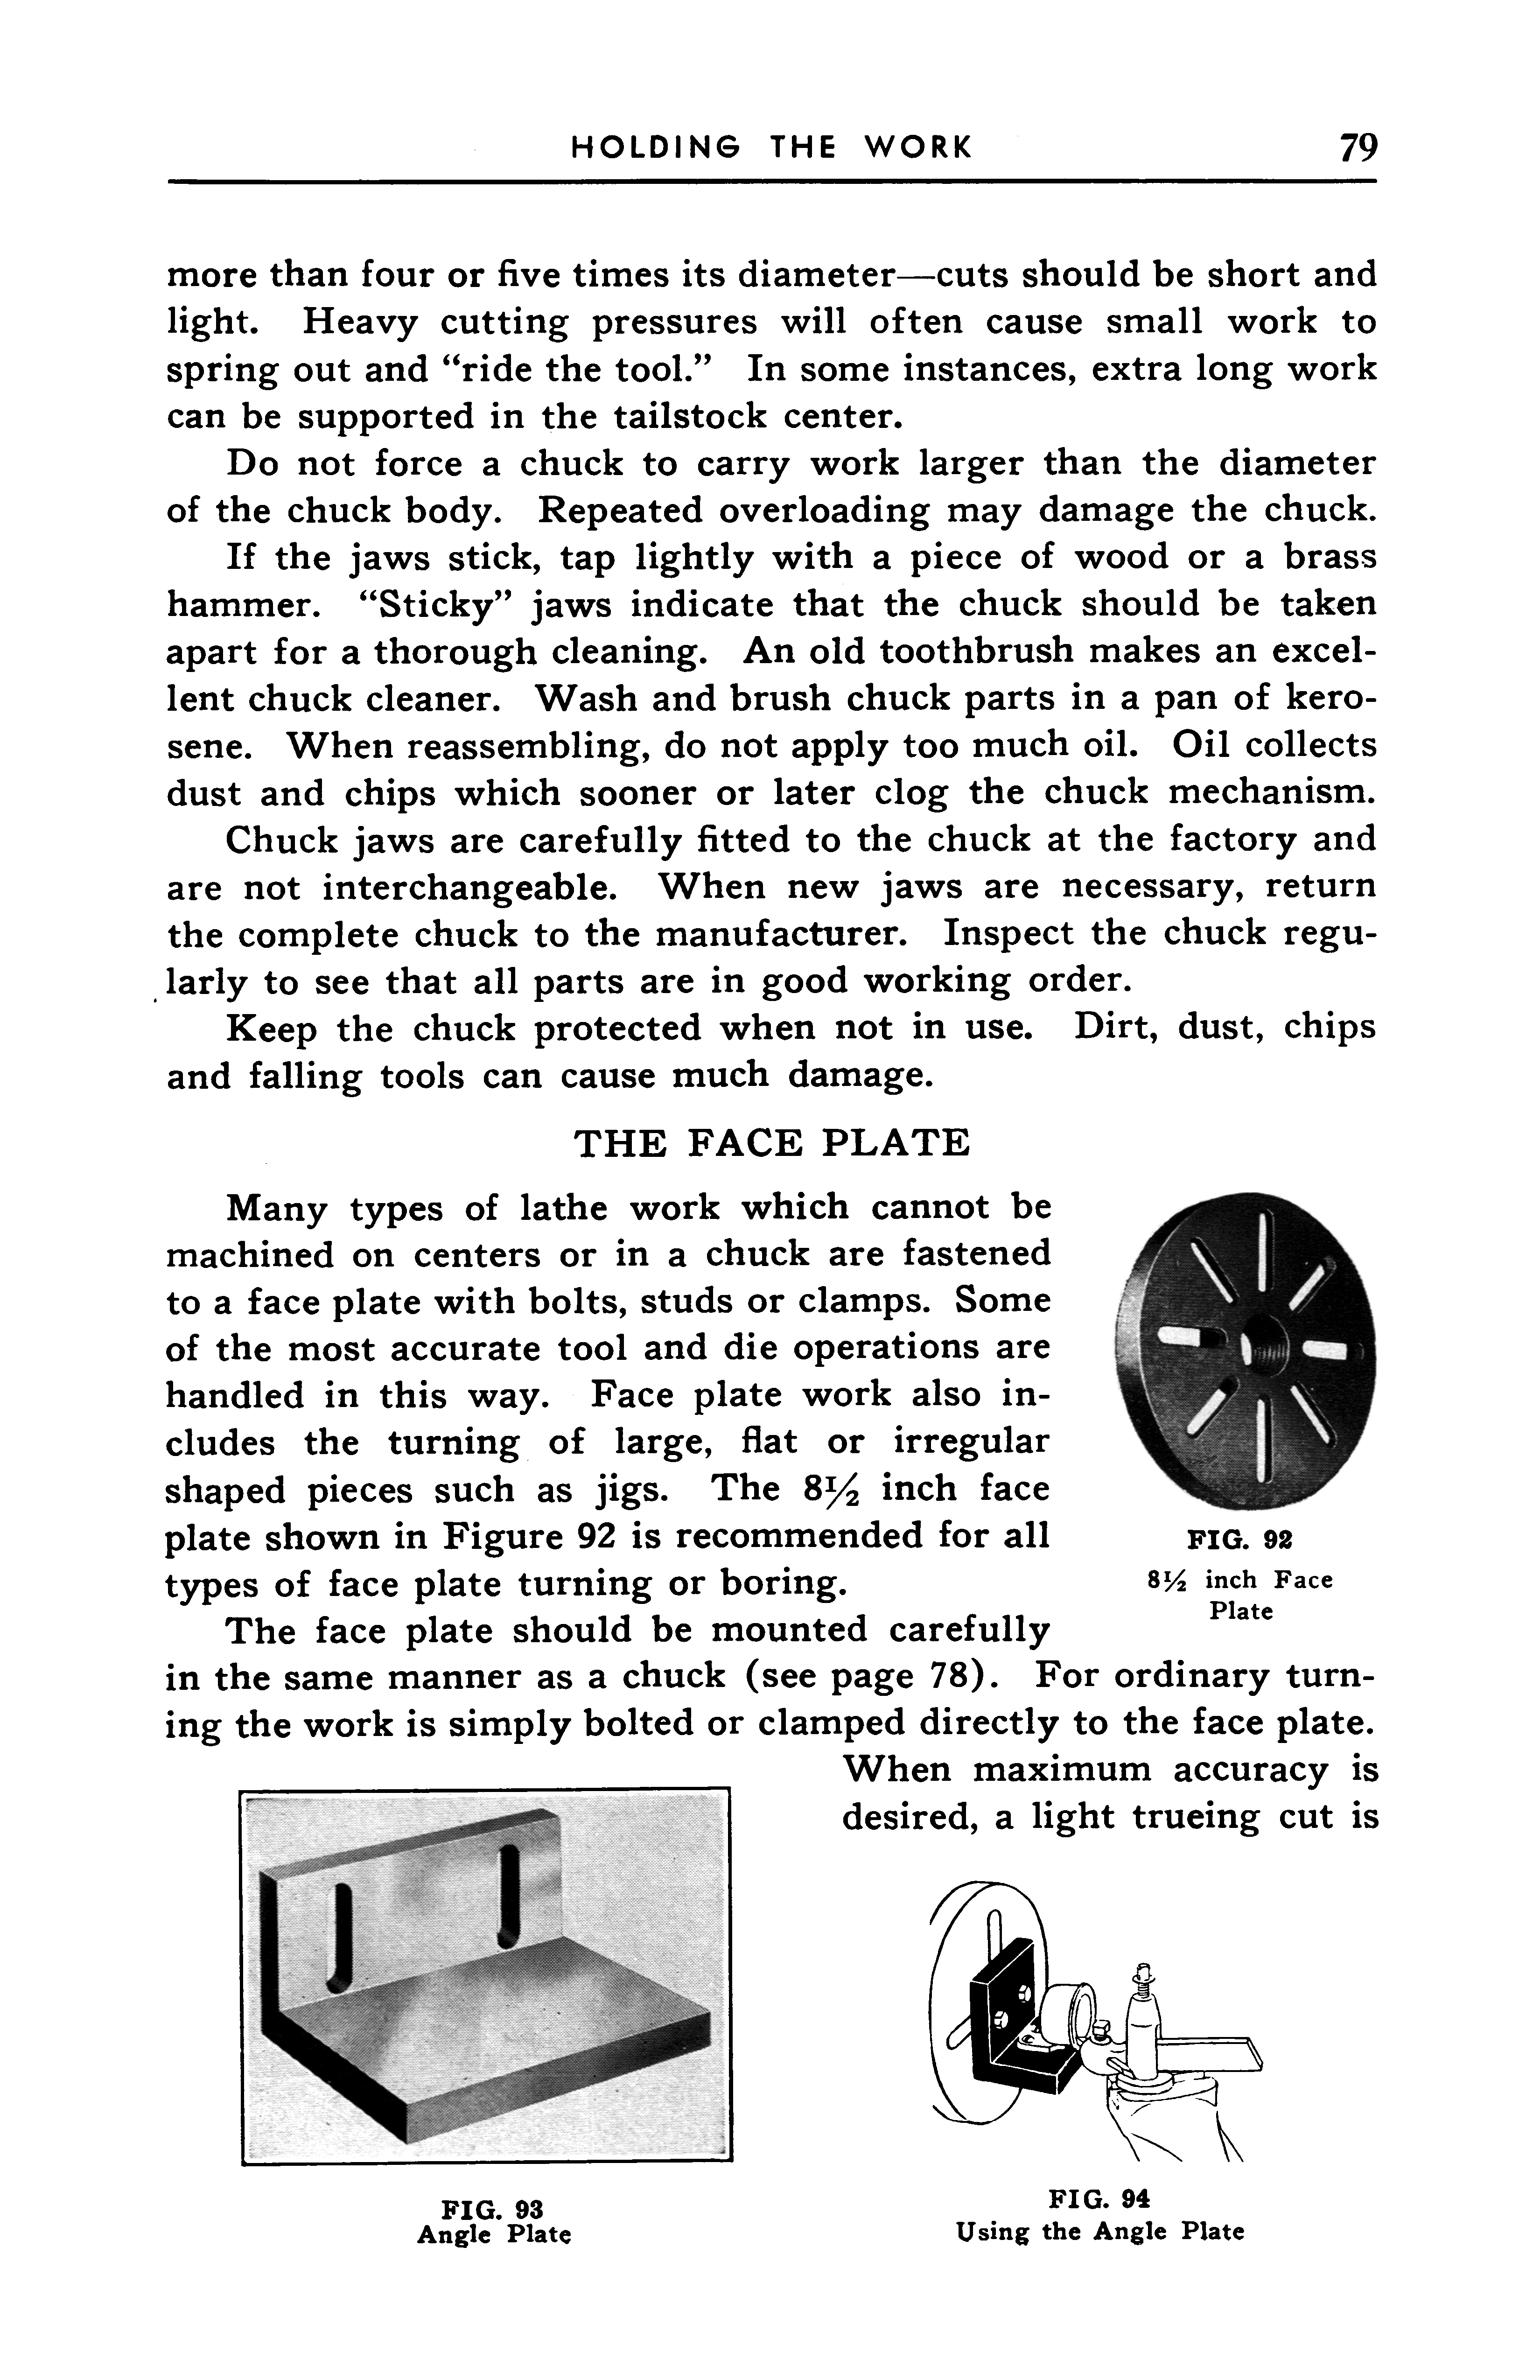 HOLDING THE WORK 79
more than four or five times its diameter—cuts should be short and
light. Heavy cutting pressures will often cause small work to
spring out and “ride the tool.” In some instances, extra long work
can be supported in the tailstock center.
Do not force a chuck to carry work larger than the diameter
of the chuck body. Repeated overloading may damage the chuck.
If the jaws stick, tap lightly with a piece of wood or a brass
hammer. “Sticky” jaws indicate that the chuck should be taken
apart for a thorough cleaning. An old toothbrush makes an excel-
lent chuck cleaner. Wash and brush chuck parts in a pan of kero-
sene. When reassembling, do not apply too much oil. Oil collects
dust and chips which sooner or later clog the chuck mechanism.
Chuck jaws are carefully fitted to the chuck at the factory and
are not interchangeable. When new jaws are necessary, return
the complete chuck to the manufacturer. Inspect the chuck regu-
larly to see that all parts are in good working order.
Keep the chuck protected when not in use. Dirt, dust, chips
and falling tools can cause much damage.
THE FACE PLATE
Many types of lathe work which cannot be
machined on centers or in a chuck are fastened
to a face plate with bolts, studs or clamps. Some
of the most accurate tool and die operations are
handled in this way. Face plate work also in-
cludes the turning of large, flat or irregular
shaped pieces such as jigs. The 8½ inch face
plate shown in Figure 92 is recommended for all
types of face plate turning or boring.
FIG. 92
8½ inch Face
Plate
The face plate should be mounted carefully
in the same manner as a chuck (see page 78). For ordinary turn-
ing the work is simply bolted or clamped directly to the face plate.
When maximum accuracy is
desired, a light trueing cut is
FIG. 93
Angle Plate
FIG. 94
Using the Angle Plate